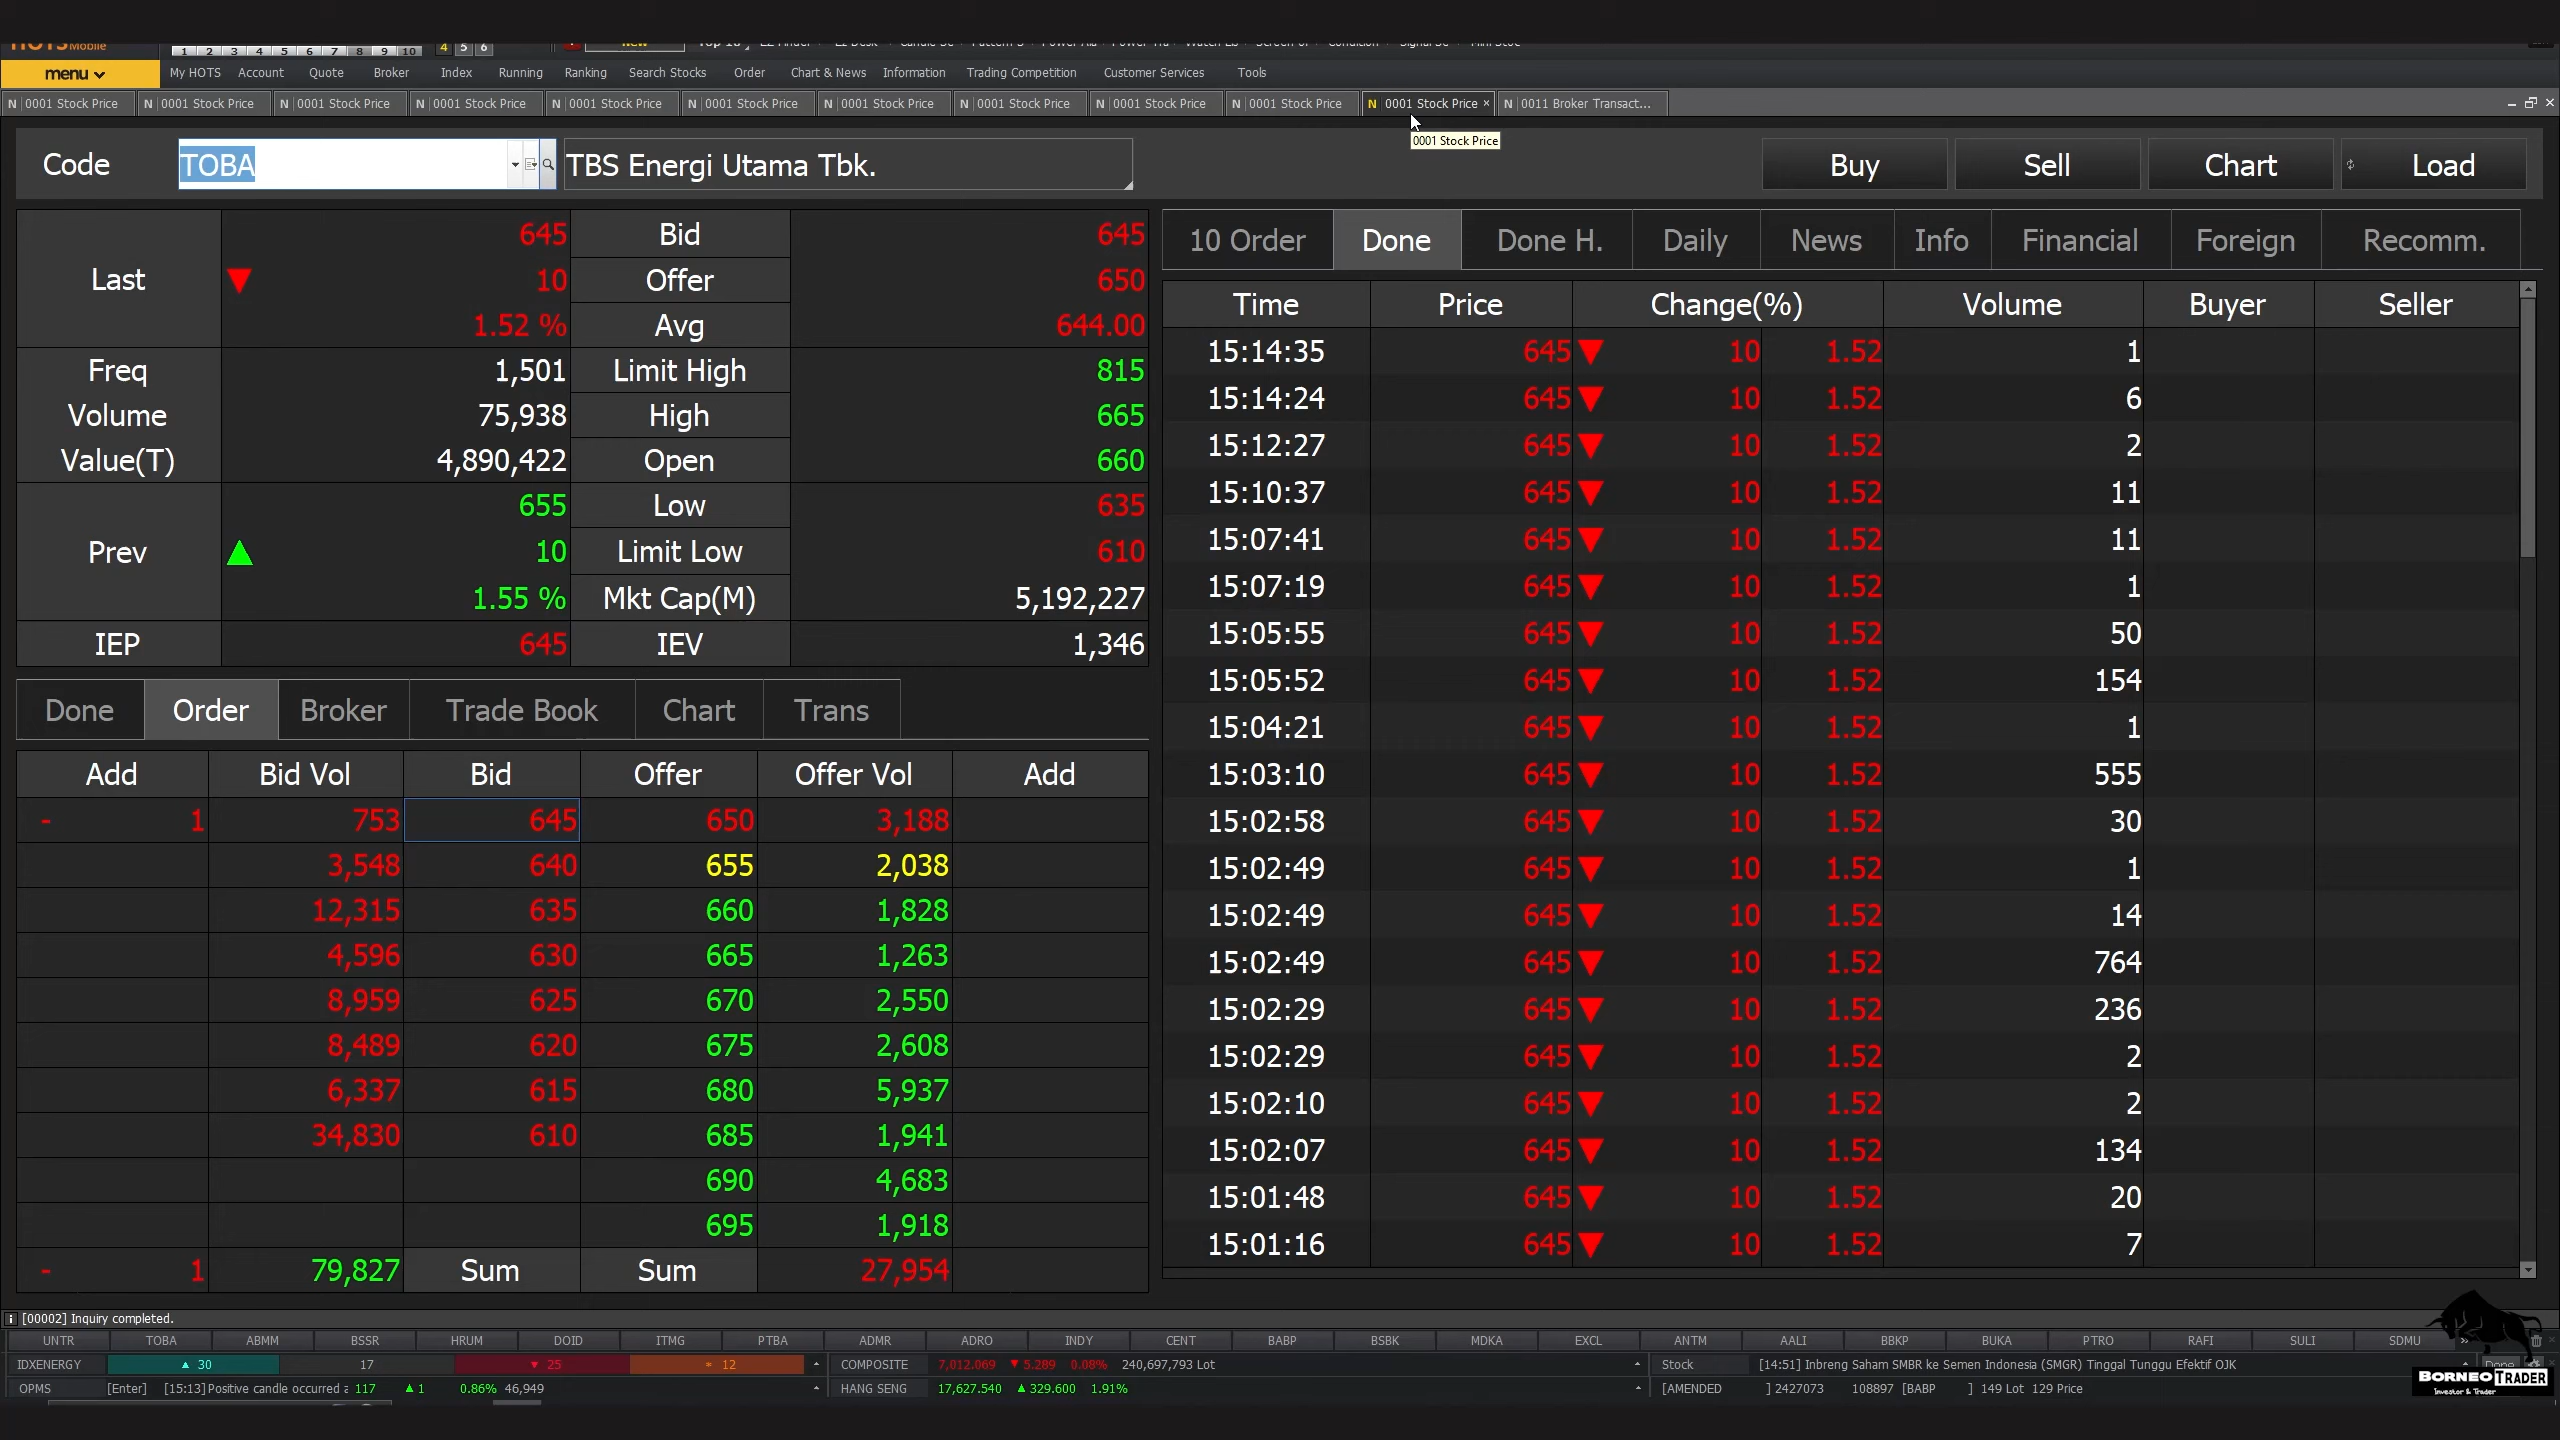 HOTS Mobile
1 2 3 4 5 6 7 8 9 10 4 5 6
menu My HOTS Account Quote Broker Index Running Ranking Search Stocks Order Chart & News Information Trading Competition Customer Services Tools
N 0001 Stock Price N 0001 Stock Price N 0001 Stock Price N 0001 Stock Price N 0001 Stock Price N 0001 Stock Price N 0001 Stock Price N 0001 Stock Price N 0001 Stock Price N 0001 Stock Price N 0001 Stock Price × N 0011 Broker Transact...
0001 Stock Price
Code TOBA TBS Energi Utama Tbk. Buy Sell Chart Load
Last ▼ 645 Bid 645
10 Offer 650
1.52 % Avg 644.00
Freq 1,501 Limit High 815
Volume 75,938 High 665
Value(T) 4,890,422 Open 660
Prev 655 Low 635
▲ 10 Limit Low 610
1.55 % Mkt Cap(M) 5,192,227
IEP 645 IEV 1,346
Done Order Broker Trade Book Chart Trans
Add Bid Vol Bid Offer Offer Vol Add
- 1 753 645 650 3,188
3,548 640 655 2,038
12,315 635 660 1,828
4,596 630 665 1,263
8,959 625 670 2,550
8,489 620 675 2,608
6,337 615 680 5,937
34,830 610 685 1,941
690 4,683
695 1,918
- 1 79,827 Sum Sum 27,954
10 Order Done Done H. Daily News Info Financial Foreign Recomm.
Time Price Change(%) Volume Buyer Seller
15:14:35 645 ▼ 10 1.52 1
15:14:24 645 ▼ 10 1.52 6
15:12:27 645 ▼ 10 1.52 2
15:10:37 645 ▼ 10 1.52 11
15:07:41 645 ▼ 10 1.52 11
15:07:19 645 ▼ 10 1.52 1
15:05:55 645 ▼ 10 1.52 50
15:05:52 645 ▼ 10 1.52 154
15:04:21 645 ▼ 10 1.52 1
15:03:10 645 ▼ 10 1.52 555
15:02:58 645 ▼ 10 1.52 30
15:02:49 645 ▼ 10 1.52 1
15:02:49 645 ▼ 10 1.52 14
15:02:49 645 ▼ 10 1.52 764
15:02:29 645 ▼ 10 1.52 236
15:02:29 645 ▼ 10 1.52 2
15:02:10 645 ▼ 10 1.52 2
15:02:07 645 ▼ 10 1.52 134
15:01:48 645 ▼ 10 1.52 20
15:01:16 645 ▼ 10 1.52 7
[00002] Inquiry completed.
UNTR TOBA ABMM BSSR HRUM DOID ITMG PTBA ADMR ADRO INDY CENT BABP BSBK MDKA EXCL ANTM AALI BBKP BUKA PTRO RAFI SULI SDMU
IDXENERGY ▲ 30 17 ▼ 25 * 12 COMPOSITE 7,012.069 ▼ 5.289 0.08% 240,697,793 Lot Stock [14:51] Inbreng Saham SMBR ke Semen Indonesia (SMGR) Tinggal Tunggu Efektif OJK
OPMS [Enter] [15:13]Positive candle occurred 117 ▲ 1 0.86% 46,949 HANG SENG 17,627.540 ▲ 329.600 1.91% [AMENDED ] 2427073 108897 [BABP ] 149 Lot 129 Price
BORNEO TRADER
Investor & Trader